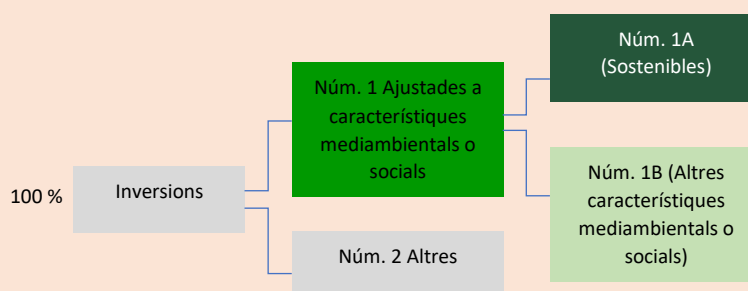 100 %
Inversions
Núm. 1 Ajustades a
característiques
mediambientals o
socials
Núm. 2 Altres
Núm. 1A
(Sostenibles)
Núm. 1B (Altres
característiques
mediambientals o
socials)